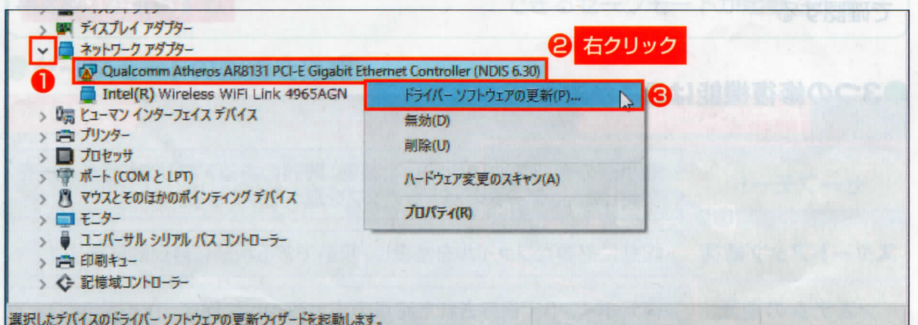 ディスプレイ アダプター
ネットワーク アダプター
❷ 右クリック
❶
Qualcomm Atheros AR8131 PCI-E Gigabit Ethernet Controller (NDIS 6.30)
Intel(R) Wireless WiFi Link 4965AGN
ドライバー ソフトウェアの更新(P)...
❸
無効(D)
削除(U)
ハードウェア変更のスキャン(A)
プロパティ(R)
ヒューマン インターフェイス デバイス
プリンター
プロセッサ
ポート (COM と LPT)
マウスとそのほかのポインティング デバイス
モニター
ユニバーサル シリアル バス コントローラー
印刷キュー
記憶域コントローラー
選択したデバイスのドライバー ソフトウェアの更新ウィザードを起動します。